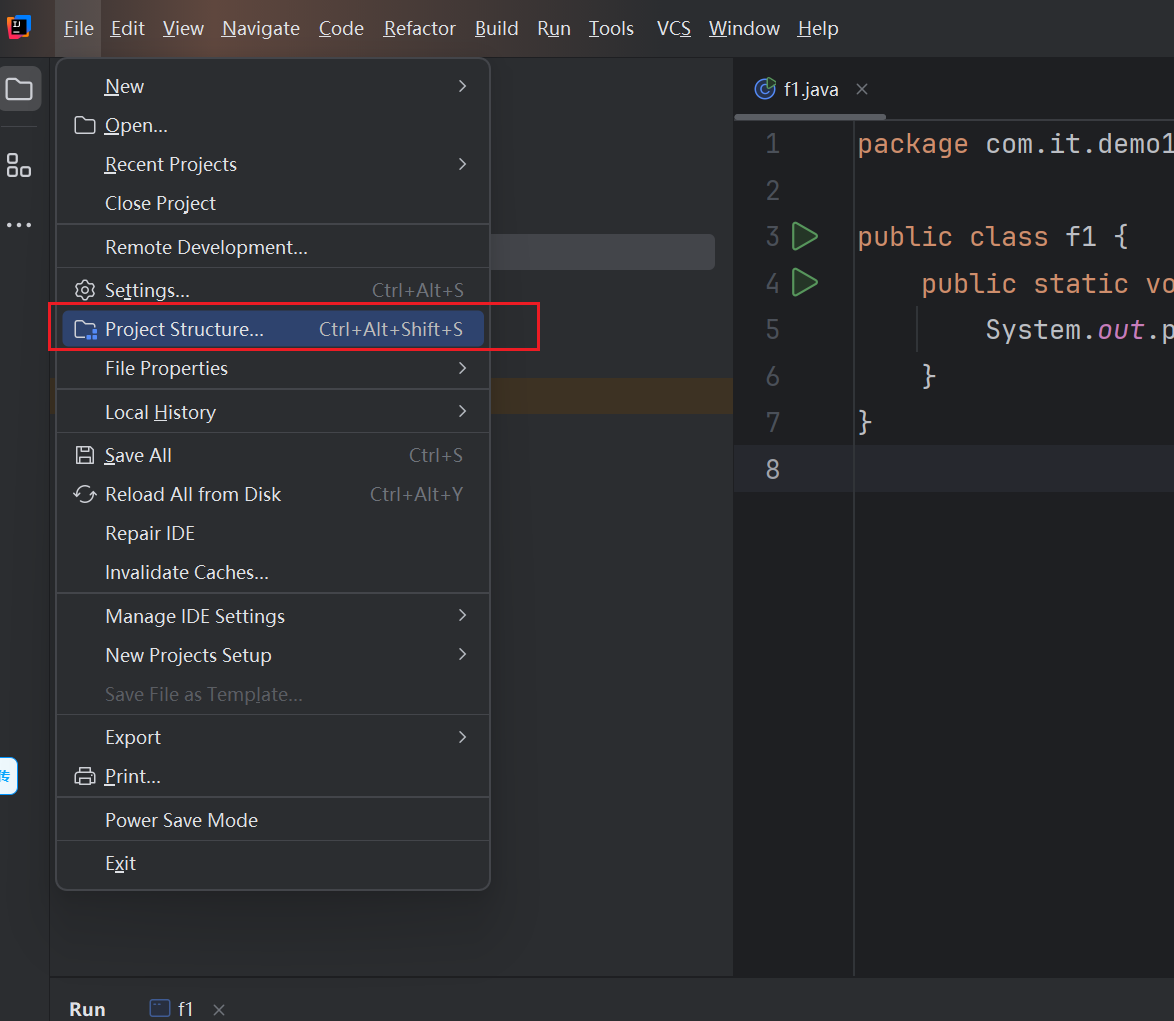 File Edit View Navigate Code Refactor Build Run Tools VCS Window Help
New
Open...
Recent Projects
Close Project
Remote Development...
Settings... Ctrl+Alt+S
Project Structure... Ctrl+Alt+Shift+S
File Properties
Local History
Save All Ctrl+S
Reload All from Disk Ctrl+Alt+Y
Repair IDE
Invalidate Caches...
Manage IDE Settings
New Projects Setup
Save File as Template...
Export
Print...
Power Save Mode
Exit
f1.java
1 package com.it.demo1
2
3 public class f1 {
4 public static vo
5 System.out.p
6 }
7 }
8
传
Run f1